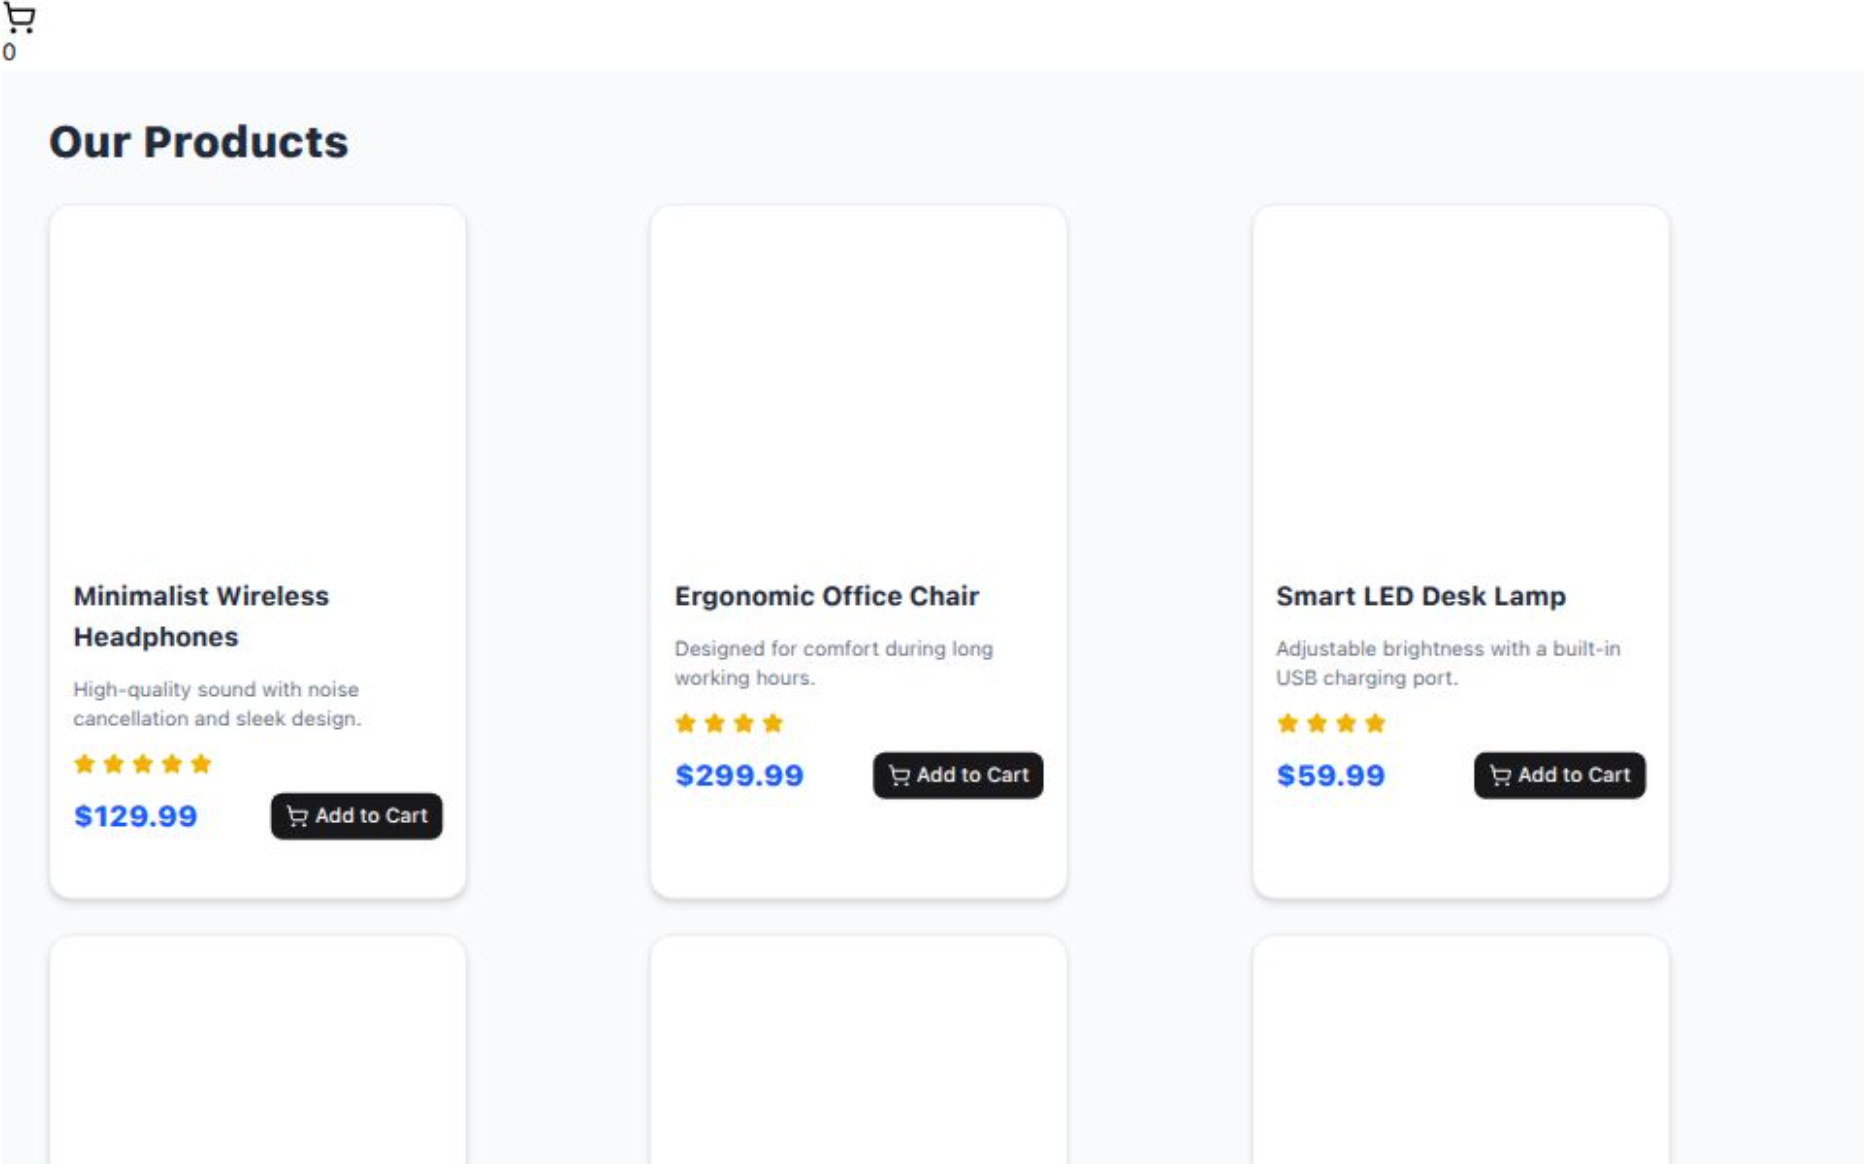 0
Our Products
Minimalist Wireless
Headphones
High-quality sound with noise
cancellation and sleek design.
$129.99
Add to Cart
Ergonomic Office Chair
Designed for comfort during long
working hours.
$299.99
Add to Cart
Smart LED Desk Lamp
Adjustable brightness with a built-in
USB charging port.
$59.99
Add to Cart